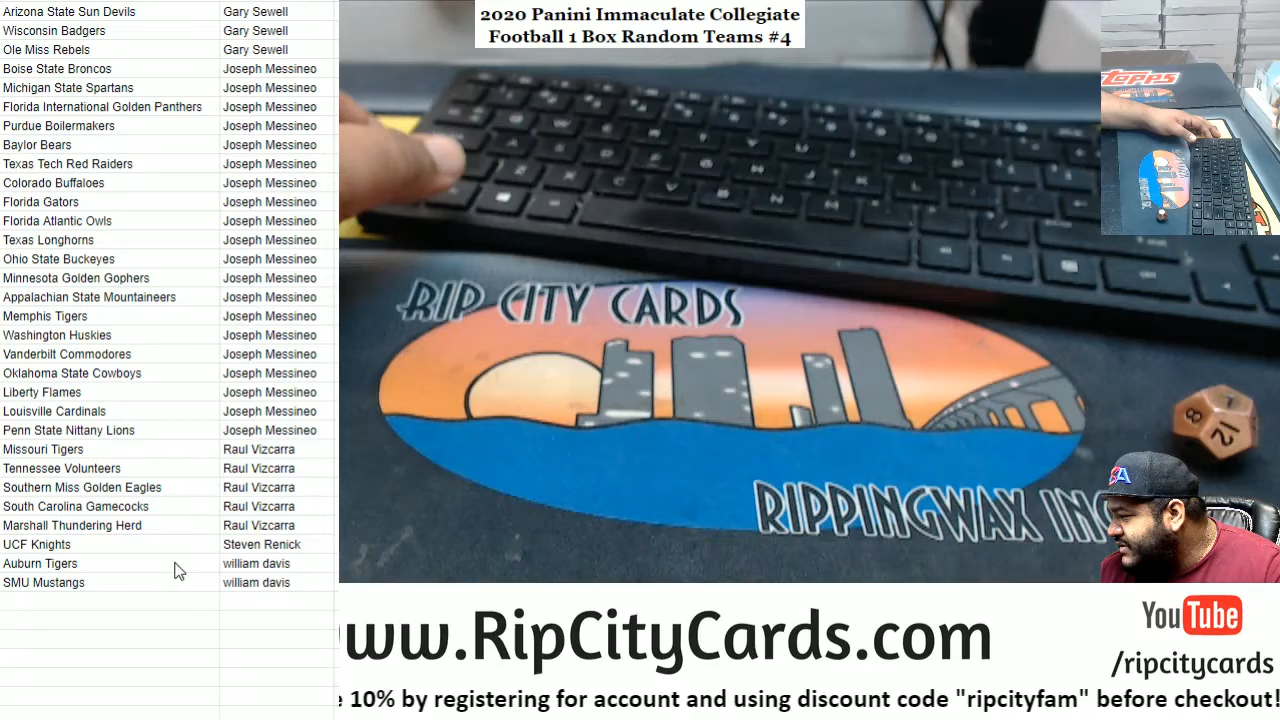 2020 Panini Immaculate Collegiate
Football 1 Box Random Teams #4
Arizona State Sun Devils Gary Sewell
Wisconsin Badgers Gary Sewell
Ole Miss Rebels Gary Sewell
Boise State Broncos Joseph Messineo
Michigan State Spartans Joseph Messineo
Florida International Golden Panthers Joseph Messineo
Purdue Boilermakers Joseph Messineo
Baylor Bears Joseph Messineo
Texas Tech Red Raiders Joseph Messineo
Colorado Buffaloes Joseph Messineo
Florida Gators Joseph Messineo
Florida Atlantic Owls Joseph Messineo
Texas Longhorns Joseph Messineo
Ohio State Buckeyes Joseph Messineo
Minnesota Golden Gophers Joseph Messineo
Appalachian State Mountaineers Joseph Messineo
Memphis Tigers Joseph Messineo
Washington Huskies Joseph Messineo
Vanderbilt Commodores Joseph Messineo
Oklahoma State Cowboys Joseph Messineo
Liberty Flames Joseph Messineo
Louisville Cardinals Joseph Messineo
Penn State Nittany Lions Joseph Messineo
Missouri Tigers Raul Vizcarra
Tennessee Volunteers Raul Vizcarra
Southern Miss Golden Eagles Raul Vizcarra
South Carolina Gamecocks Raul Vizcarra
Marshall Thundering Herd Raul Vizcarra
UCF Knights Steven Renick
Auburn Tigers william davis
SMU Mustangs william davis
TOPPS
RIP CITY CARDS
RIPPINGWAX INC
8
12
A
www.RipCityCards.com
YouTube
/ripcitycards
10% by registering for account and using discount code "ripcityfam" before checkout!